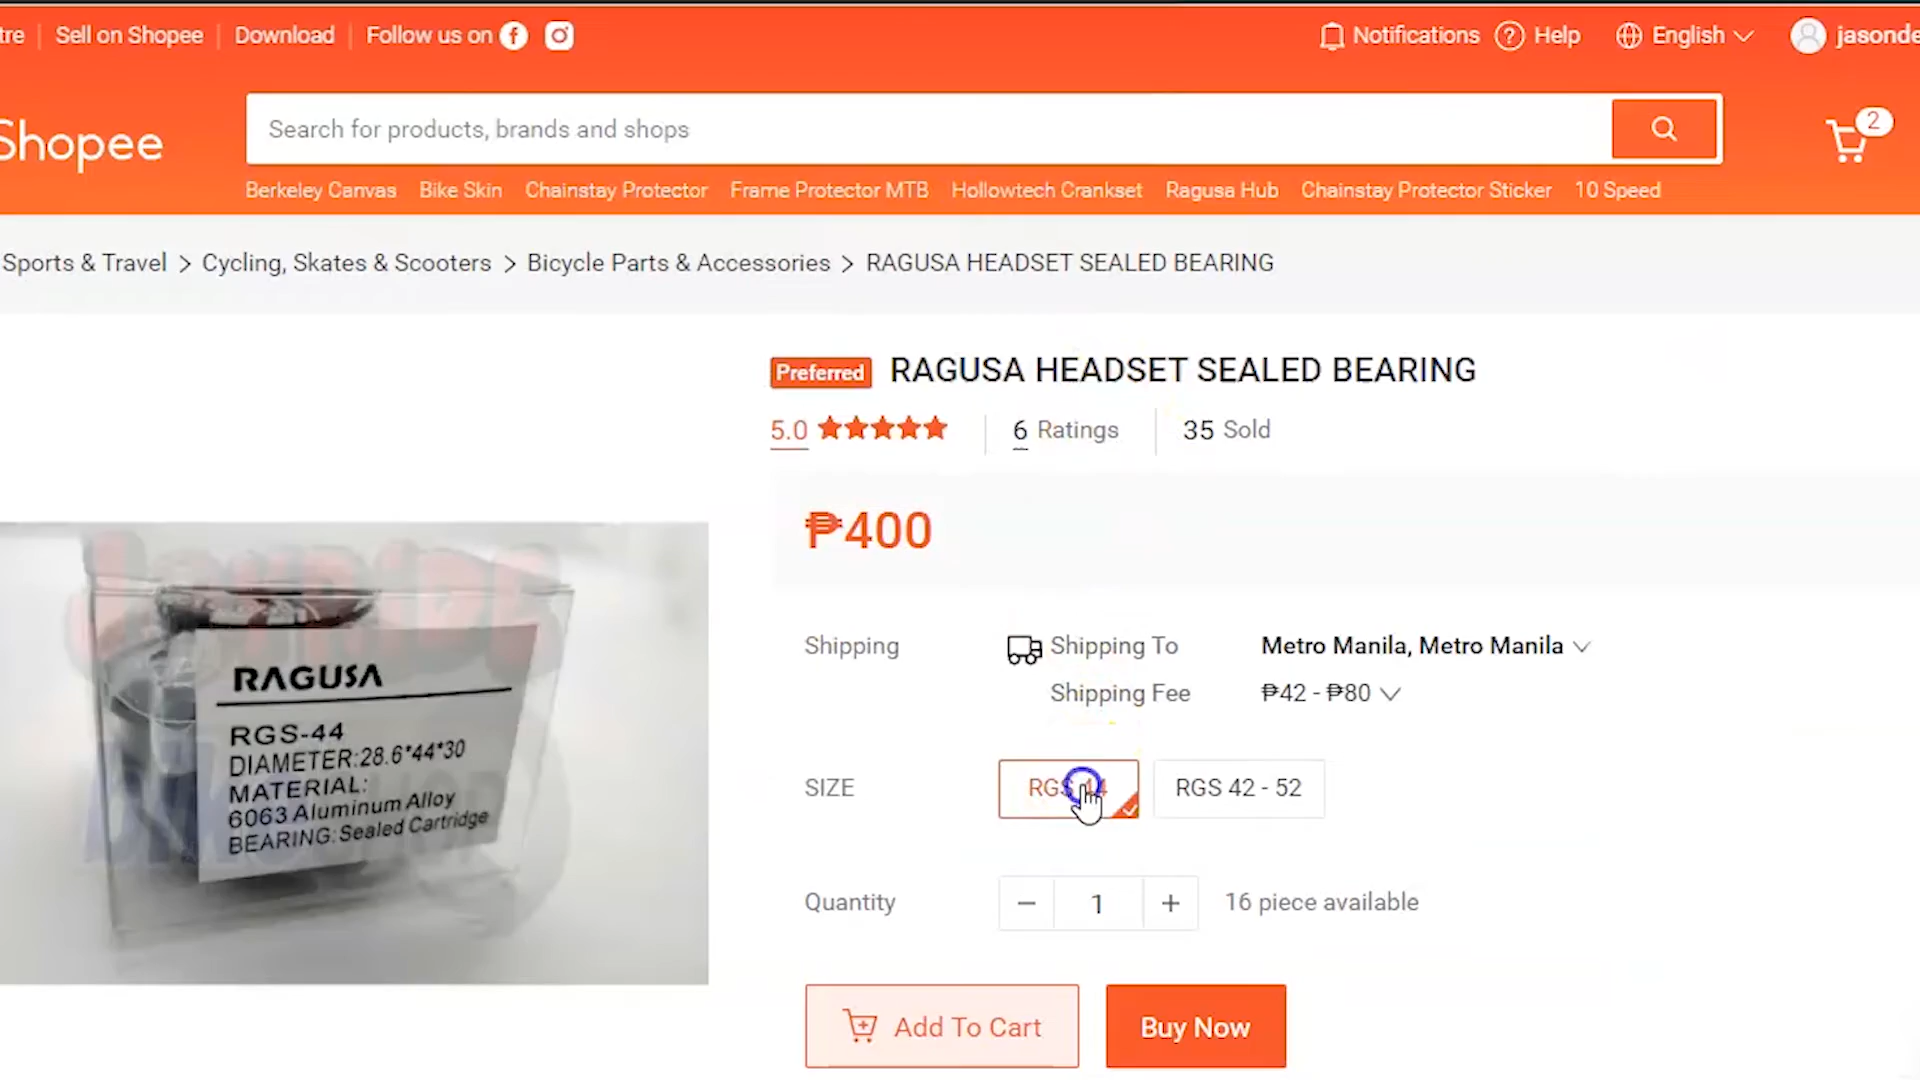 tre Sell on Shopee Download Follow us on Notifications Help English jasonde
Shopee Search for products, brands and shops 2
Berkeley Canvas Bike Skin Chainstay Protector Frame Protector MTB Hollowtech Crankset Ragusa Hub Chainstay Protector Sticker 10 Speed
Sports & Travel > Cycling, Skates & Scooters > Bicycle Parts & Accessories > RAGUSA HEADSET SEALED BEARING
Preferred RAGUSA HEADSET SEALED BEARING
5.0 6 Ratings 35 Sold
₱400
Shipping Shipping To Metro Manila, Metro Manila
Shipping Fee ₱42 - ₱80
SIZE RGS 44 RGS 42 - 52
Quantity − 1 + 16 piece available
Add To Cart Buy Now
RAGUSA
RGS-44
DIAMETER:28.6*44*30
MATERIAL:
6063 Aluminum Alloy
BEARING:Sealed Cartridge